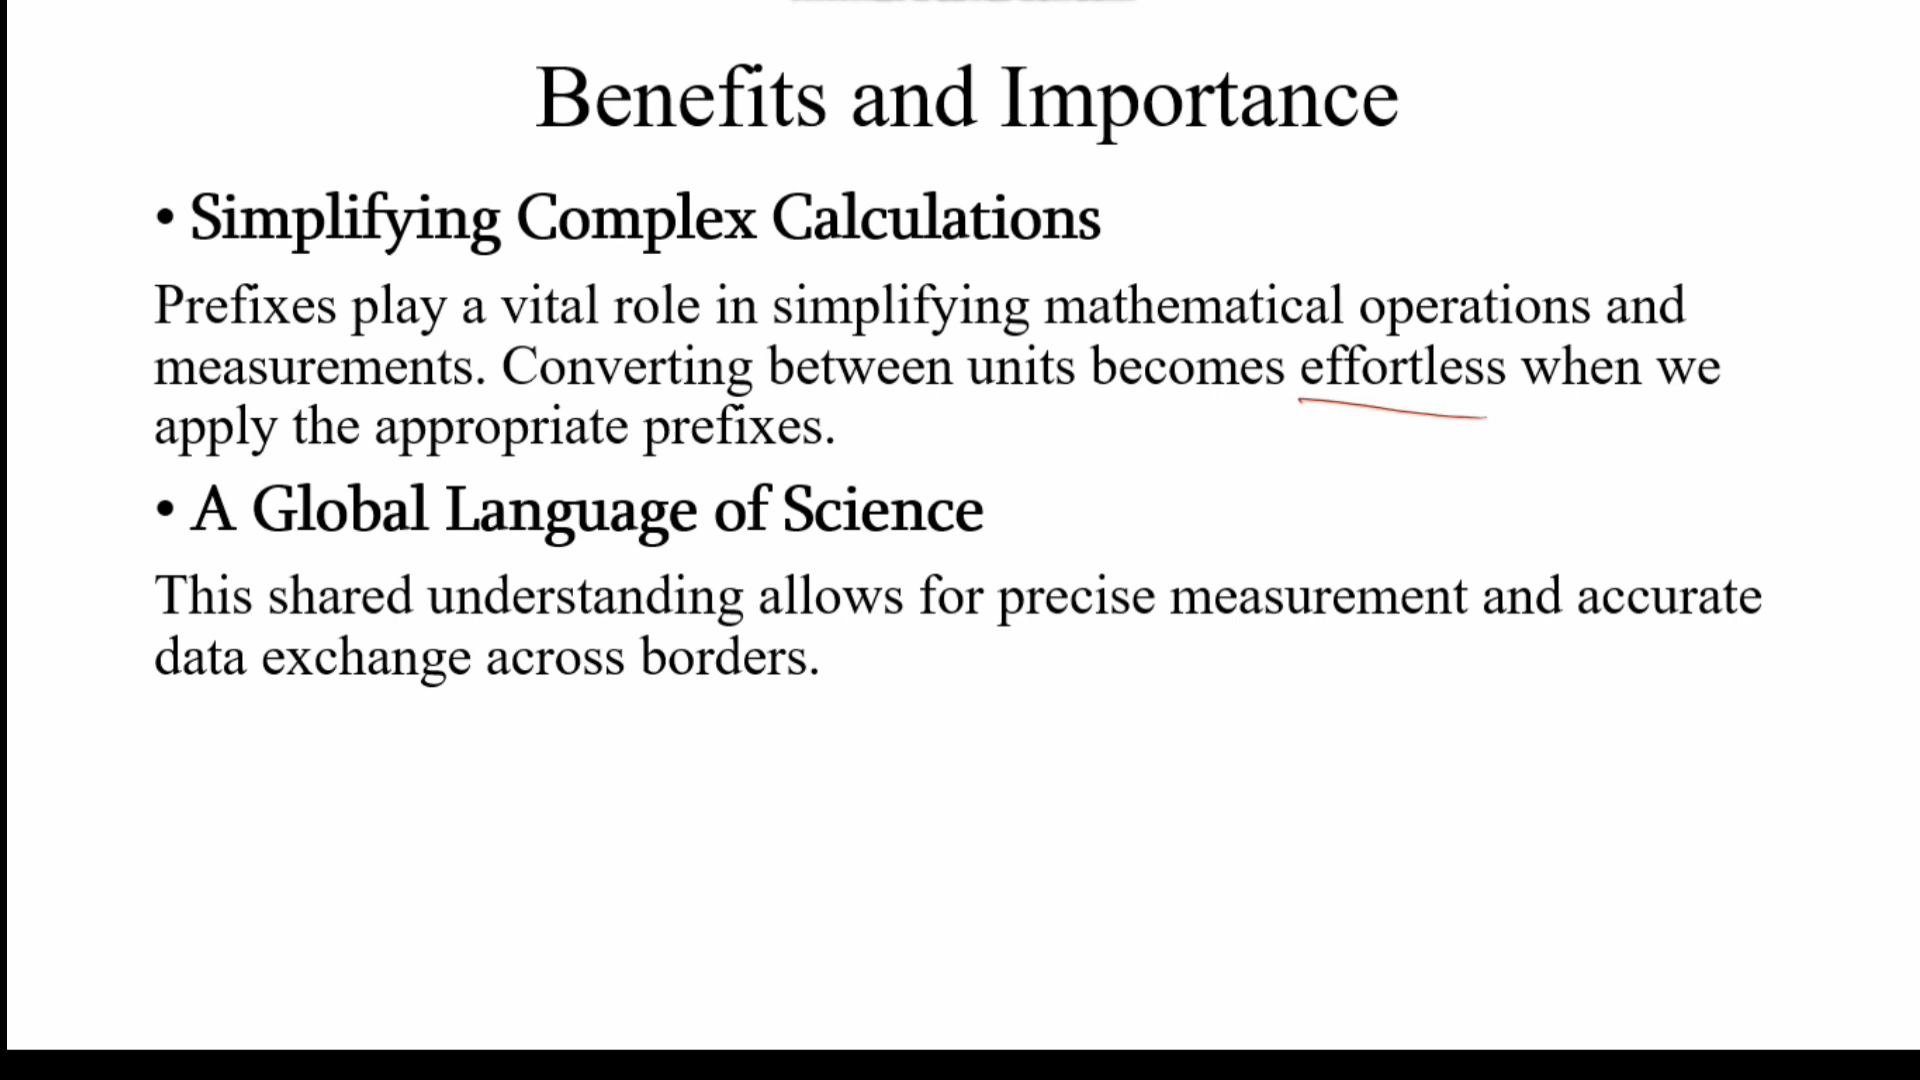 Benefits and Importance
• Simplifying Complex Calculations
Prefixes play a vital role in simplifying mathematical operations and
measurements. Converting between units becomes effortless when we
apply the appropriate prefixes.
• A Global Language of Science
This shared understanding allows for precise measurement and accurate
data exchange across borders.